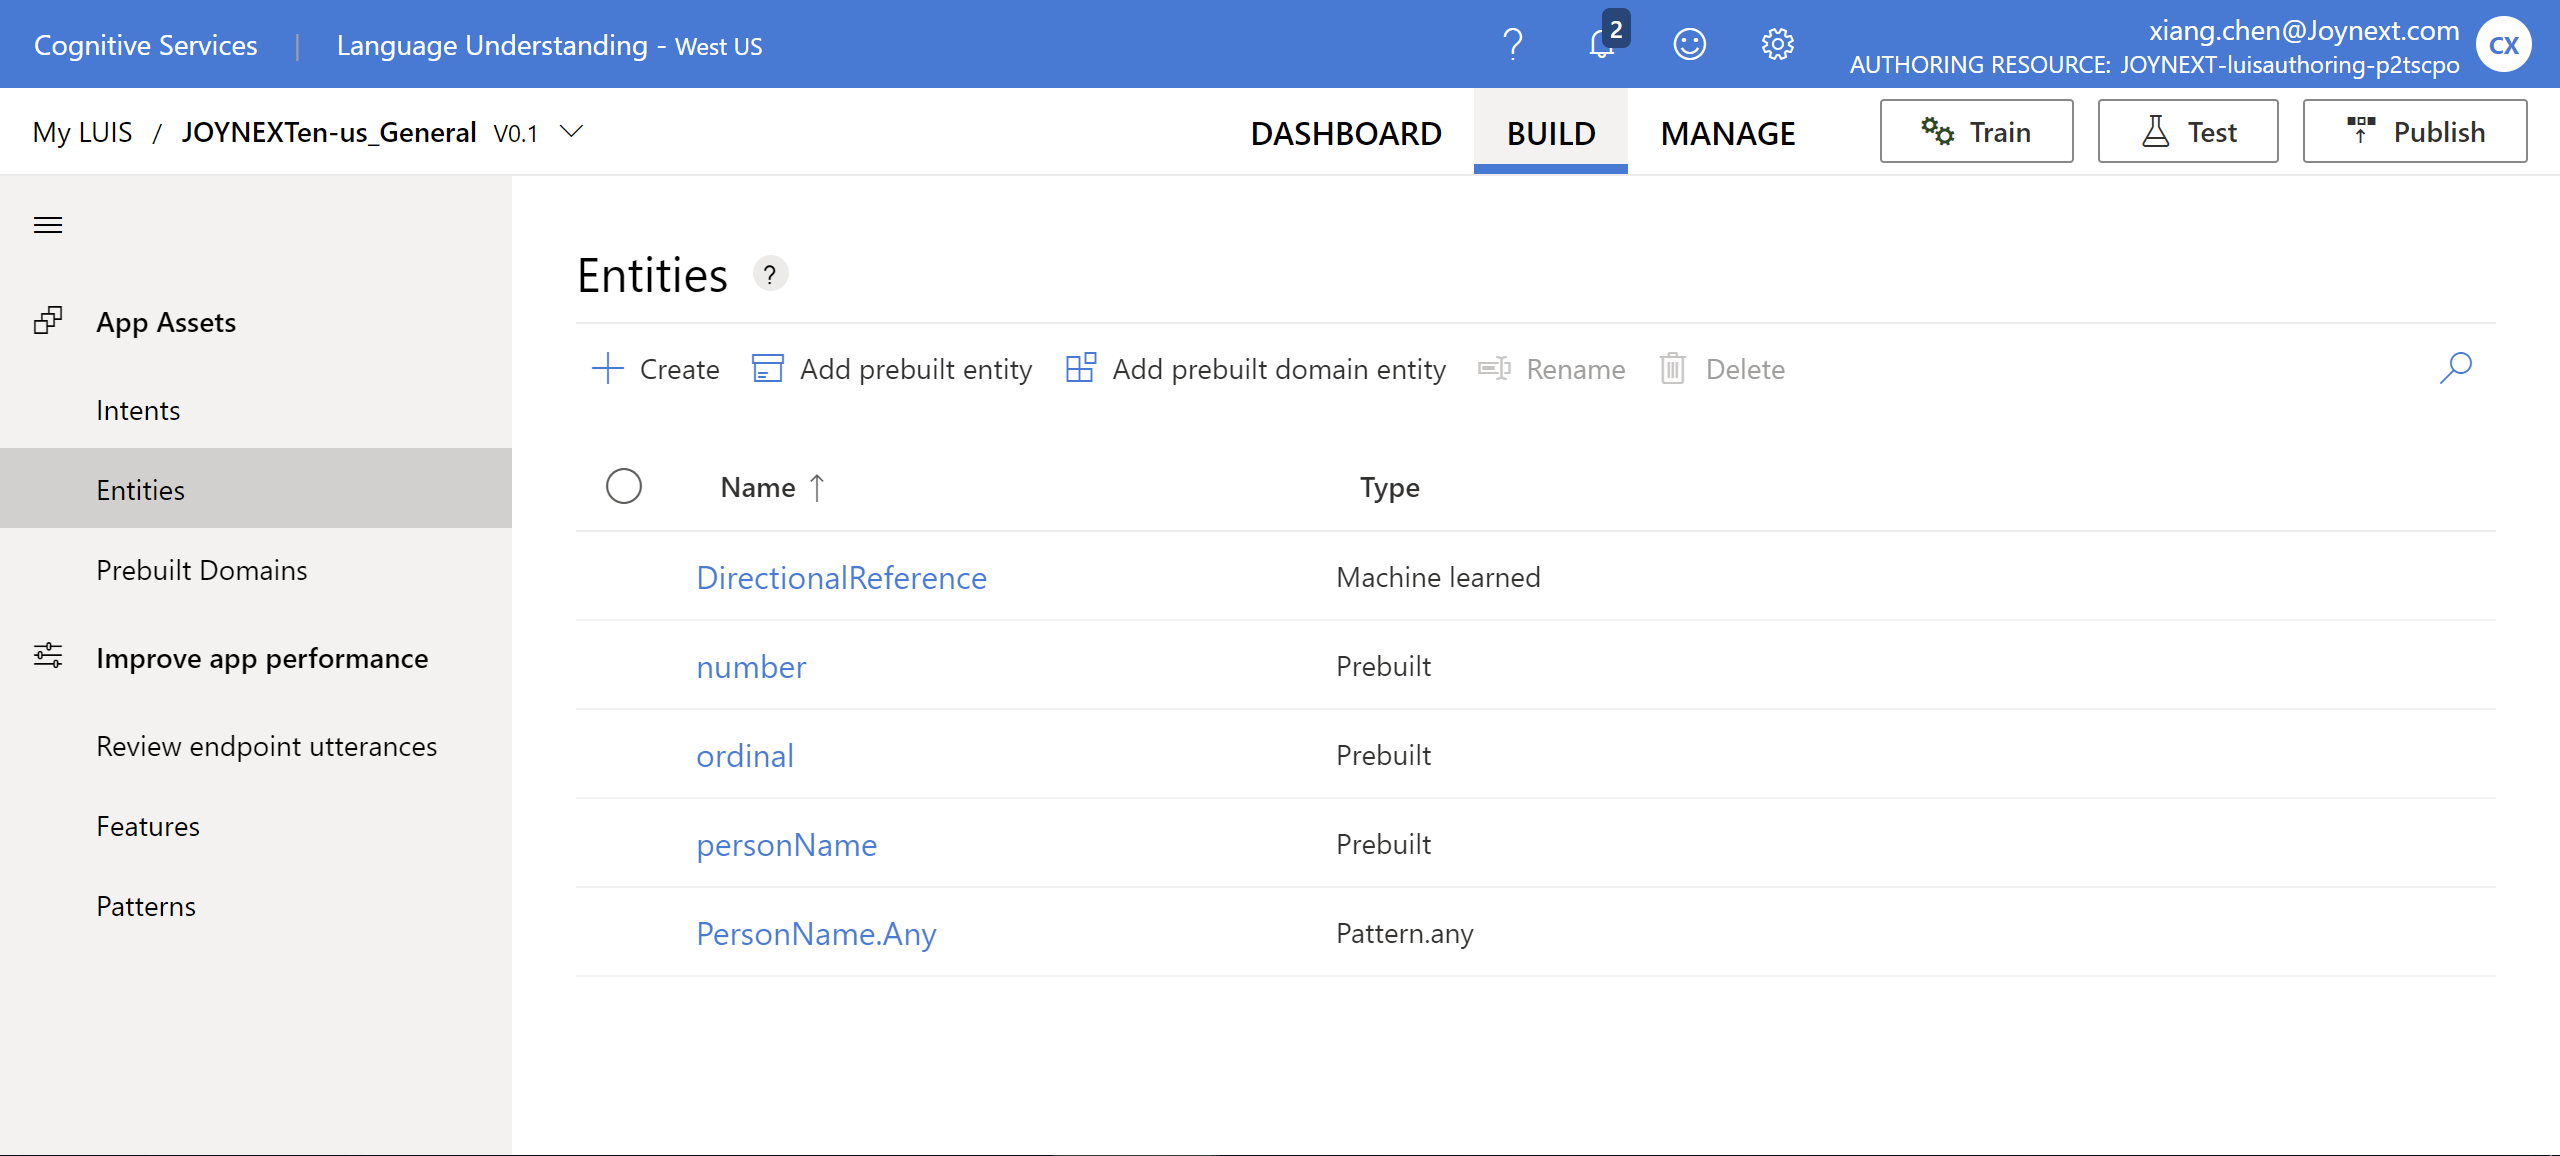 Cognitive Services | Language Understanding - West US
? 2 xiang.chen@Joynext.com CX
AUTHORING RESOURCE: JOYNEXT-luisauthoring-p2tscpo
My LUIS / JOYNEXTen-us_General V0.1 DASHBOARD BUILD MANAGE Train Test Publish
App Assets
Intents
Entities
Prebuilt Domains
Improve app performance
Review endpoint utterances
Features
Patterns
Entities ?
Create Add prebuilt entity Add prebuilt domain entity Rename Delete
Name ↑ Type
DirectionalReference Machine learned
number Prebuilt
ordinal Prebuilt
personName Prebuilt
PersonName.Any Pattern.any